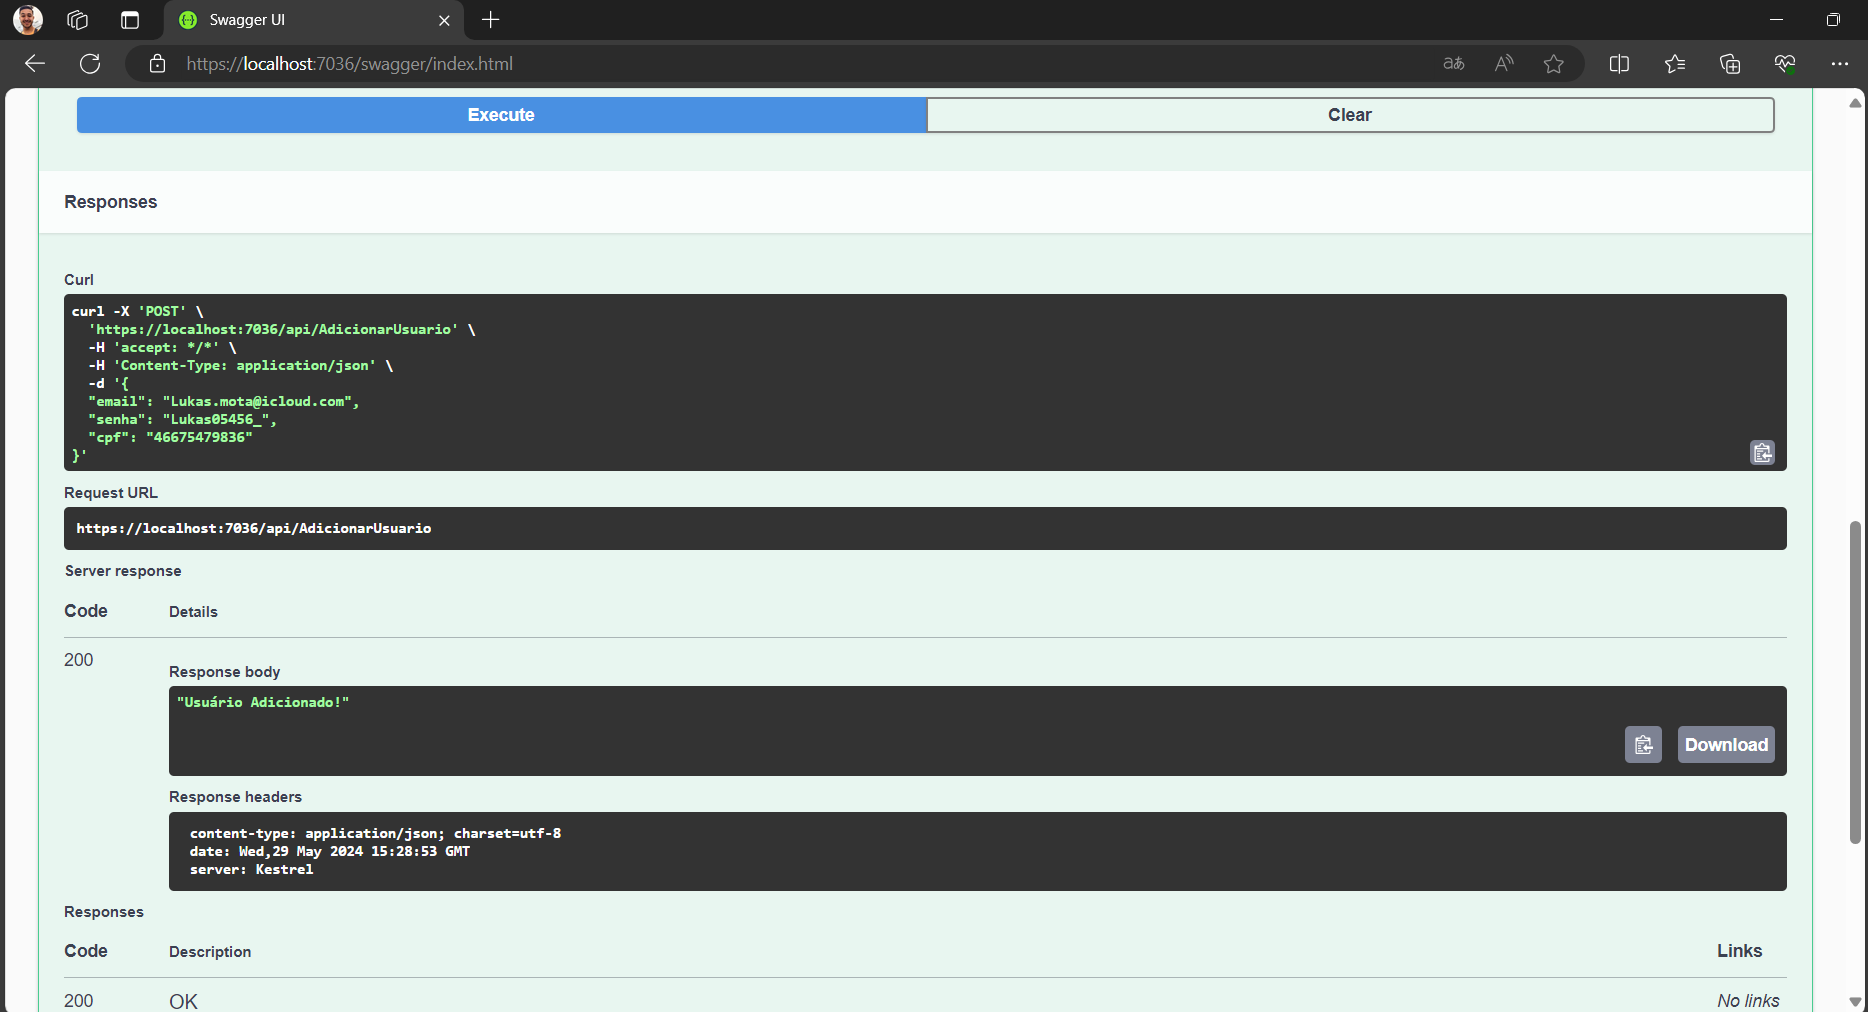 Swagger UI
https://localhost:7036/swagger/index.html
Execute
Clear
Responses
Curl
curl -X 'POST' \
'https://localhost:7036/api/AdicionarUsuario' \
-H 'accept: */*' \
-H 'Content-Type: application/json' \
-d '{
"email": "Lukas.mota@icloud.com",
"senha": "Lukas05456_",
"cpf": "46675479836"
}'
Request URL
https://localhost:7036/api/AdicionarUsuario
Server response
Code
Details
200
Response body
"Usuário Adicionado!"
Download
Response headers
content-type: application/json; charset=utf-8
date: Wed,29 May 2024 15:28:53 GMT
server: Kestrel
Responses
Code
Description
Links
200
OK
No links